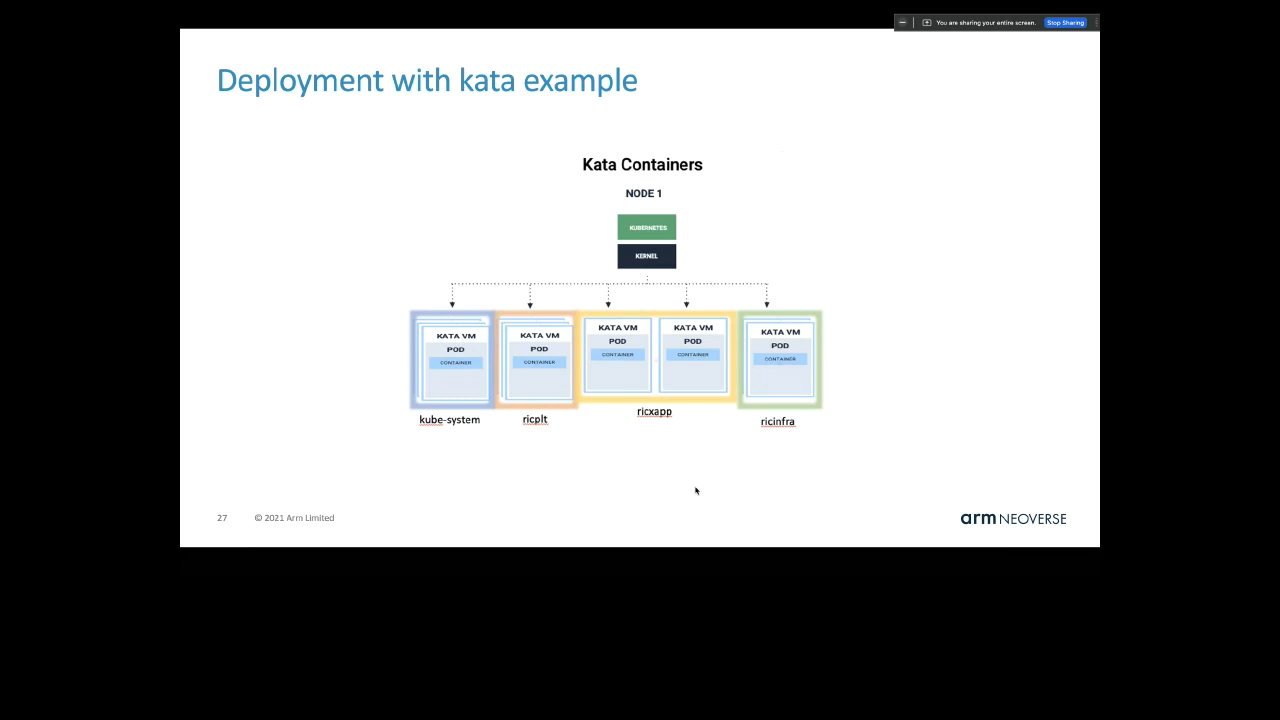 You are sharing your entire screen. Stop Sharing
Deployment with kata example
Kata Containers
NODE 1
KUBERNETES
KERNEL
KATA VM
POD
CONTAINER
KATA VM
POD
CONTAINER
KATA VM
POD
CONTAINER
KATA VM
POD
CONTAINER
KATA VM
POD
CONTAINER
kube-system
ricplt
ricxapp
ricinfra
27 © 2021 Arm Limited
arm NEOVERSE